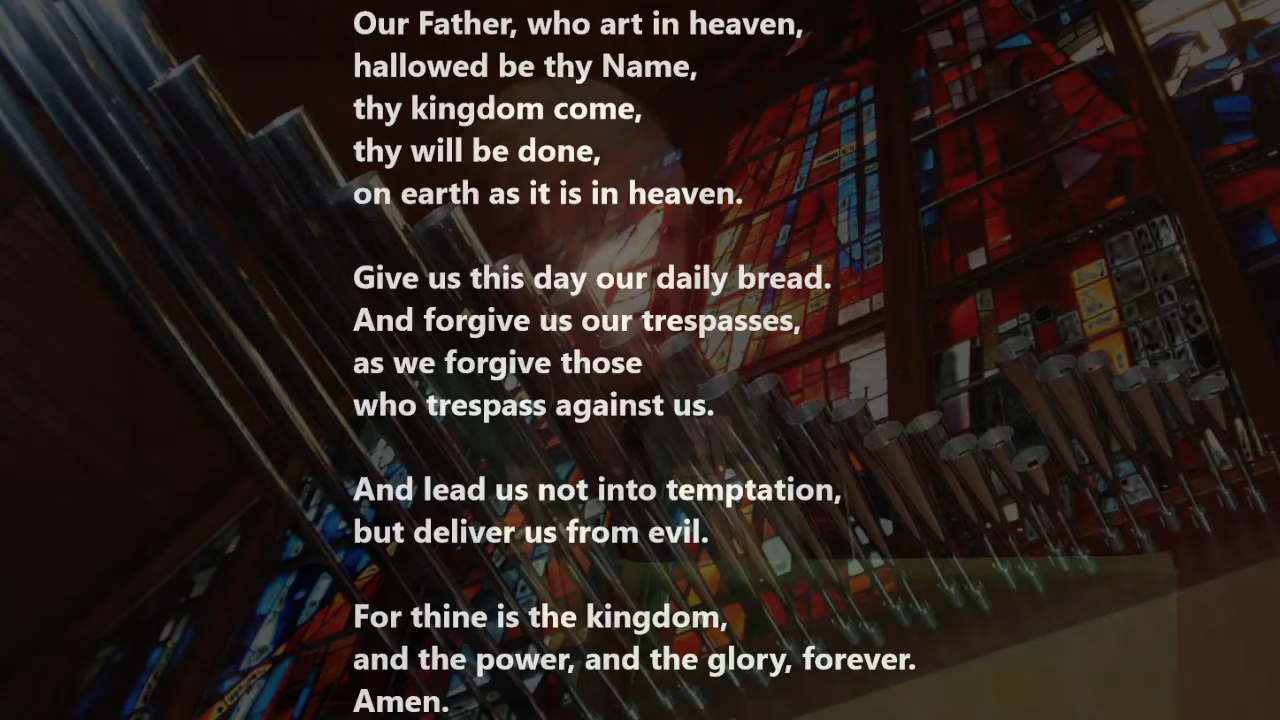 Our Father, who art in heaven,
hallowed be thy Name,
thy kingdom come,
thy will be done,
on earth as it is in heaven.
Give us this day our daily bread.
And forgive us our trespasses,
as we forgive those
who trespass against us.
And lead us not into temptation,
but deliver us from evil.
For thine is the kingdom,
and the power, and the glory, forever.
Amen.